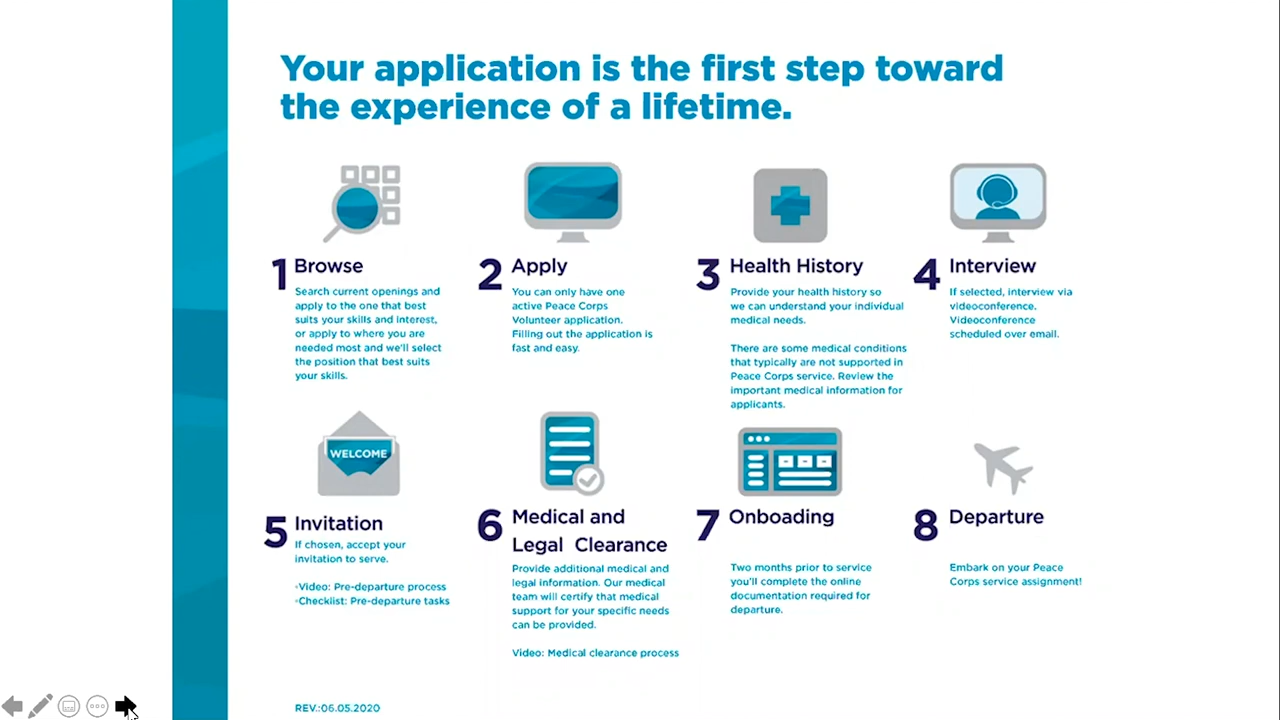 Your application is the first step toward
the experience of a lifetime.
1 Browse
Search current openings and
apply to the one that best
suits your skills and interest,
or apply to where you are
needed most and we'll select
the position that best suits
your skills.
2 Apply
You can only have one
active Peace Corps
Volunteer application.
Filling out the application is
fast and easy.
3 Health History
Provide your health history so
we can understand your individual
medical needs.
There are some medical conditions
that typically are not supported in
Peace Corps service. Review the
important medical information for
applicants.
4 Interview
If selected, interview via
videoconference.
Videoconference
scheduled over email.
WELCOME
5 Invitation
If chosen, accept your
invitation to serve.
•Video: Pre-departure process
•Checklist: Pre-departure tasks
6 Medical and
Legal Clearance
Provide additional medical and
legal information. Our medical
team will certify that medical
support for your specific needs
can be provided.
Video: Medical clearance process
7 Onboading
Two months prior to service
you'll complete the online
documentation required for
departure.
8 Departure
Embark on your Peace
Corps service assignment!
REV.:06.05.2020